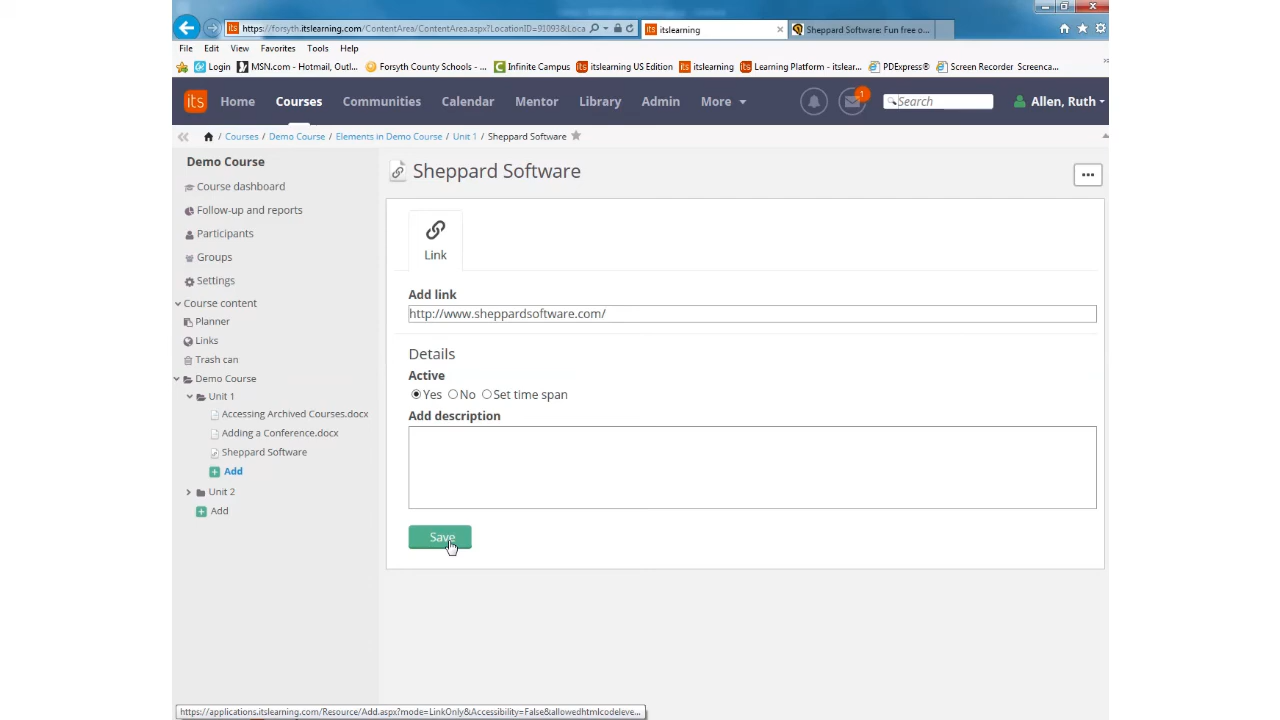 https://forsyth.itslearning.com/ContentArea/ContentArea.aspx?LocationID=91093&Loca
itslearning
Sheppard Software: Fun free o...
File Edit View Favorites Tools Help
Login MSN.com - Hotmail, Outl... Forsyth County Schools - ... Infinite Campus itslearning US Edition itslearning Learning Platform - itslear... PDExpress® Screen Recorder Screenca...
its Home Courses Communities Calendar Mentor Library Admin More 1 Search Allen, Ruth
/ Courses / Demo Course / Elements in Demo Course / Unit 1 / Sheppard Software
Demo Course
Course dashboard
Follow-up and reports
Participants
Groups
Settings
Course content
Planner
Links
Trash can
Demo Course
Unit 1
Accessing Archived Courses.docx
Adding a Conference.docx
Sheppard Software
Add
Unit 2
Add
Sheppard Software
Link
Add link
http://www.sheppardsoftware.com/
Details
Active
Yes No Set time span
Add description
Save
https://applications.itslearning.com/Resource/Add.aspx?mode=LinkOnly&Accessibility=False&allowedhtmlcodeleve...